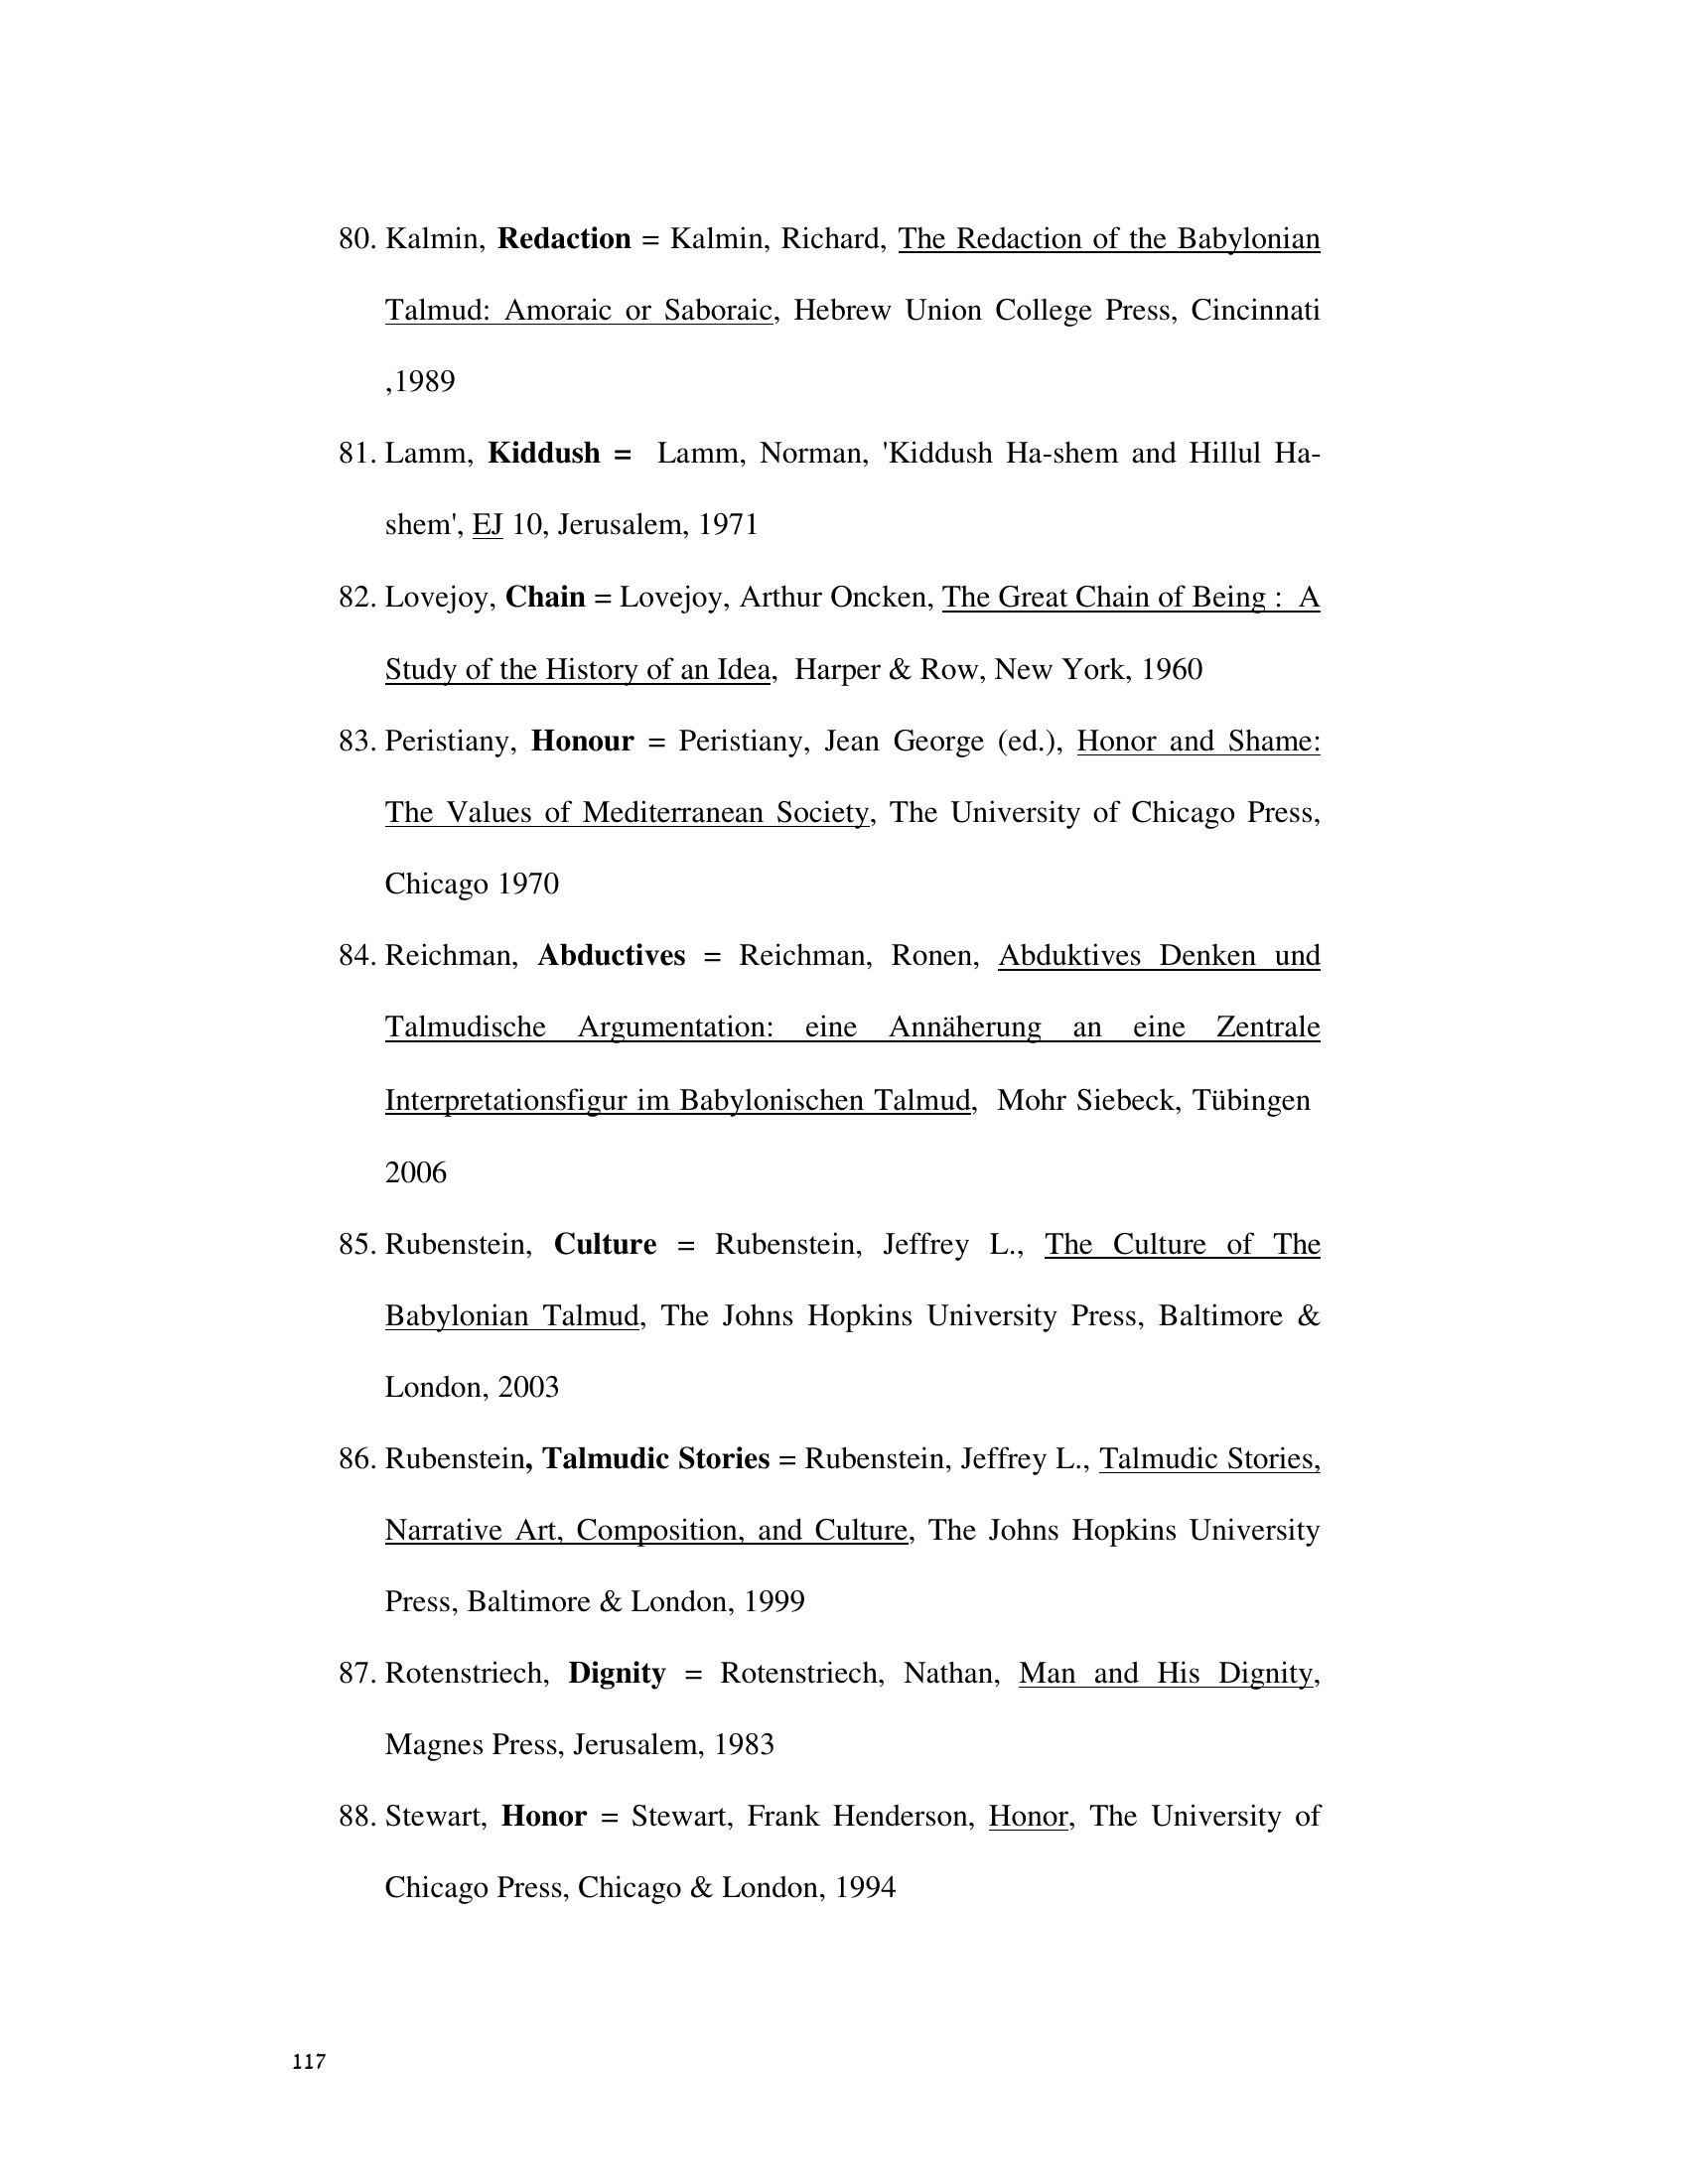 80. Kalmin, Redaction = Kalmin, Richard, The Redaction of the Babylonian
Talmud: Amoraic or Saboraic, Hebrew Union College Press, Cincinnati
,1989
81. Lamm, Kiddush =  Lamm, Norman, 'Kiddush Ha-shem and Hillul Ha-
shem', EJ 10, Jerusalem, 1971
82. Lovejoy, Chain = Lovejoy, Arthur Oncken, The Great Chain of Being :  A
Study of the History of an Idea,  Harper & Row, New York, 1960
83. Peristiany, Honour = Peristiany, Jean George (ed.), Honor and Shame:
The Values of Mediterranean Society, The University of Chicago Press,
Chicago 1970
84. Reichman, Abductives = Reichman, Ronen, Abduktives Denken und
Talmudische Argumentation: eine Annäherung an eine Zentrale
Interpretationsfigur im Babylonischen Talmud,  Mohr Siebeck, Tübingen
2006
85. Rubenstein, Culture = Rubenstein, Jeffrey L., The Culture of The
Babylonian Talmud, The Johns Hopkins University Press, Baltimore &
London, 2003
86. Rubenstein, Talmudic Stories = Rubenstein, Jeffrey L., Talmudic Stories,
Narrative Art, Composition, and Culture, The Johns Hopkins University
Press, Baltimore & London, 1999
87. Rotenstriech, Dignity = Rotenstriech, Nathan, Man and His Dignity,
Magnes Press, Jerusalem, 1983
88. Stewart, Honor = Stewart, Frank Henderson, Honor, The University of
Chicago Press, Chicago & London, 1994
117